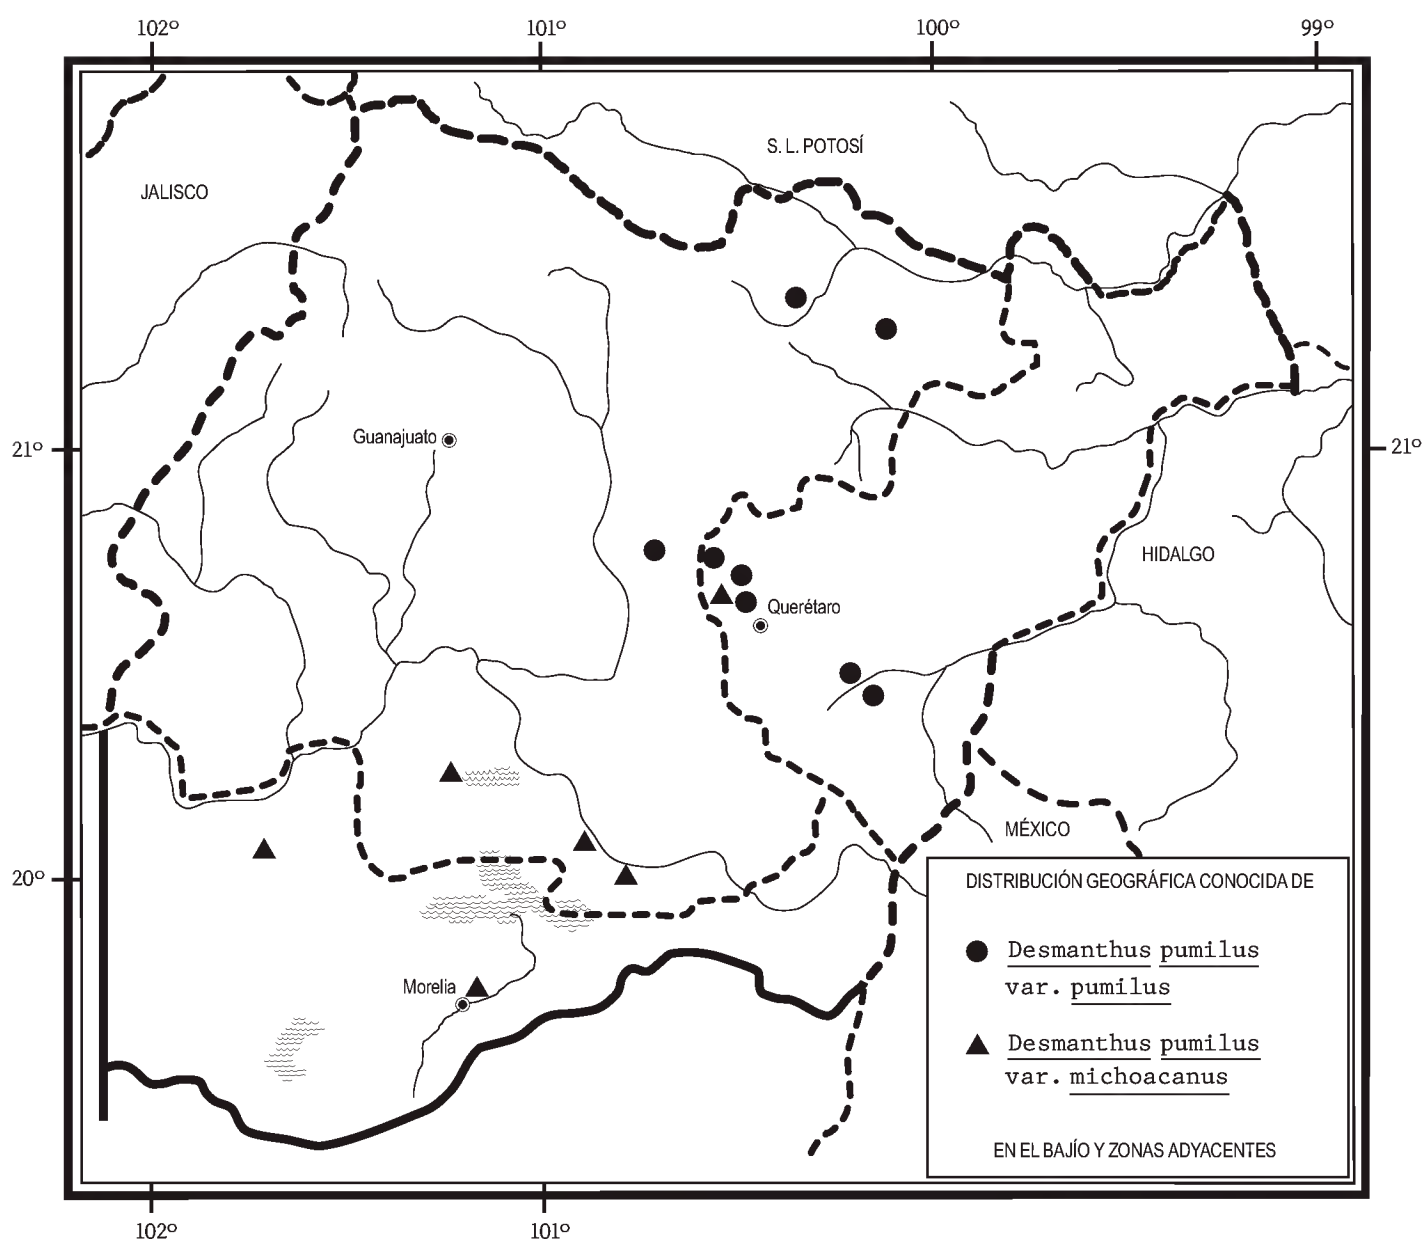 102º 101º 100º 99º
S. L. POTOSÍ
JALISCO
Guanajuato
21º 21º
HIDALGO
Querétaro
MÉXICO
20º
DISTRIBUCIÓN GEOGRÁFICA CONOCIDA DE
Desmanthus pumilus
var. pumilus
Morelia
Desmanthus pumilus
var. michoacanus
EN EL BAJÍO Y ZONAS ADYACENTES
102º 101º